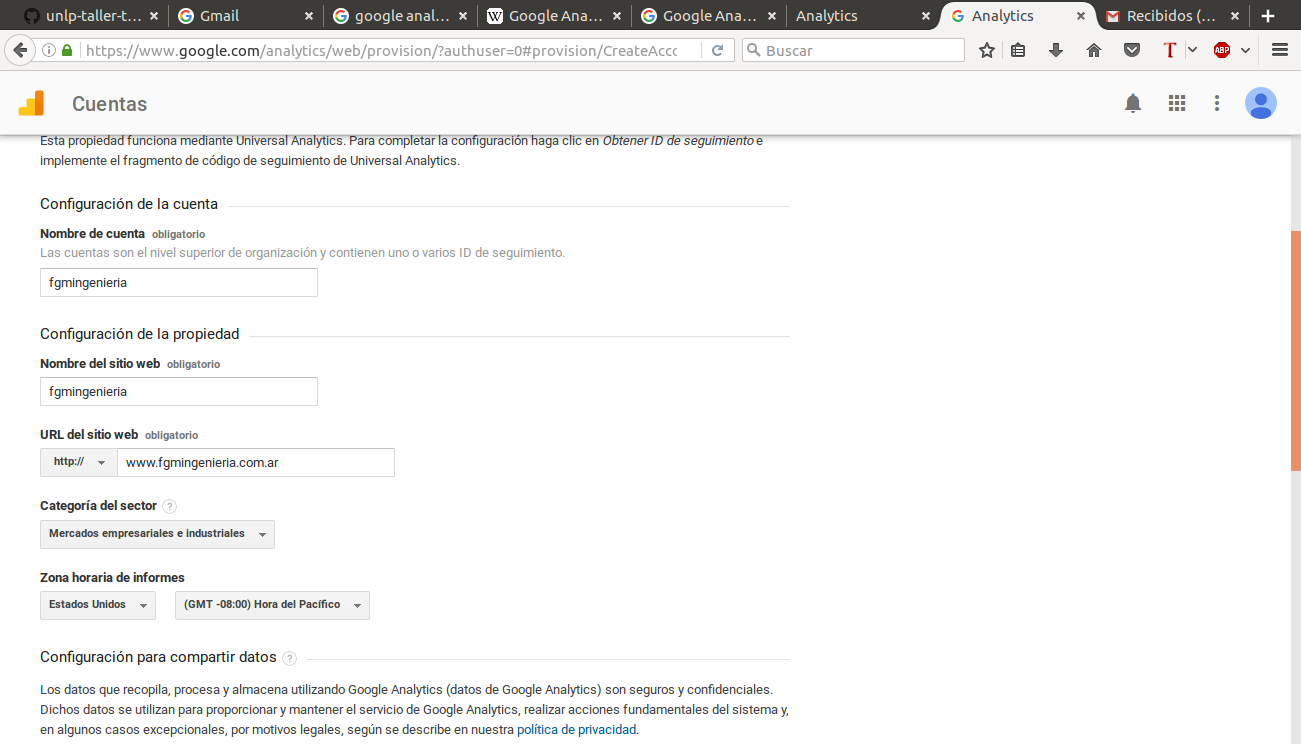 unlp-taller-t... × Gmail × google anal... × Google Ana... × Google Ana... × Analytics × Analytics × Recibidos (... ×
https://www.google.com/analytics/web/provision/?authuser=0#provision/CreateAcco Buscar ABP
Cuentas
Esta propiedad funciona mediante Universal Analytics. Para completar la configuración haga clic en Obtener ID de seguimiento e
implemente el fragmento de código de seguimiento de Universal Analytics.
Configuración de la cuenta
Nombre de cuenta obligatorio
Las cuentas son el nivel superior de organización y contienen uno o varios ID de seguimiento.
fgmingenieria
Configuración de la propiedad
Nombre del sitio web obligatorio
fgmingenieria
URL del sitio web obligatorio
http:// www.fgmingenieria.com.ar
Categoría del sector ?
Mercados empresariales e industriales
Zona horaria de informes
Estados Unidos (GMT -08:00) Hora del Pacífico
Configuración para compartir datos ?
Los datos que recopila, procesa y almacena utilizando Google Analytics (datos de Google Analytics) son seguros y confidenciales.
Dichos datos se utilizan para proporcionar y mantener el servicio de Google Analytics, realizar acciones fundamentales del sistema y,
en algunos casos excepcionales, por motivos legales, según se describe en nuestra política de privacidad.